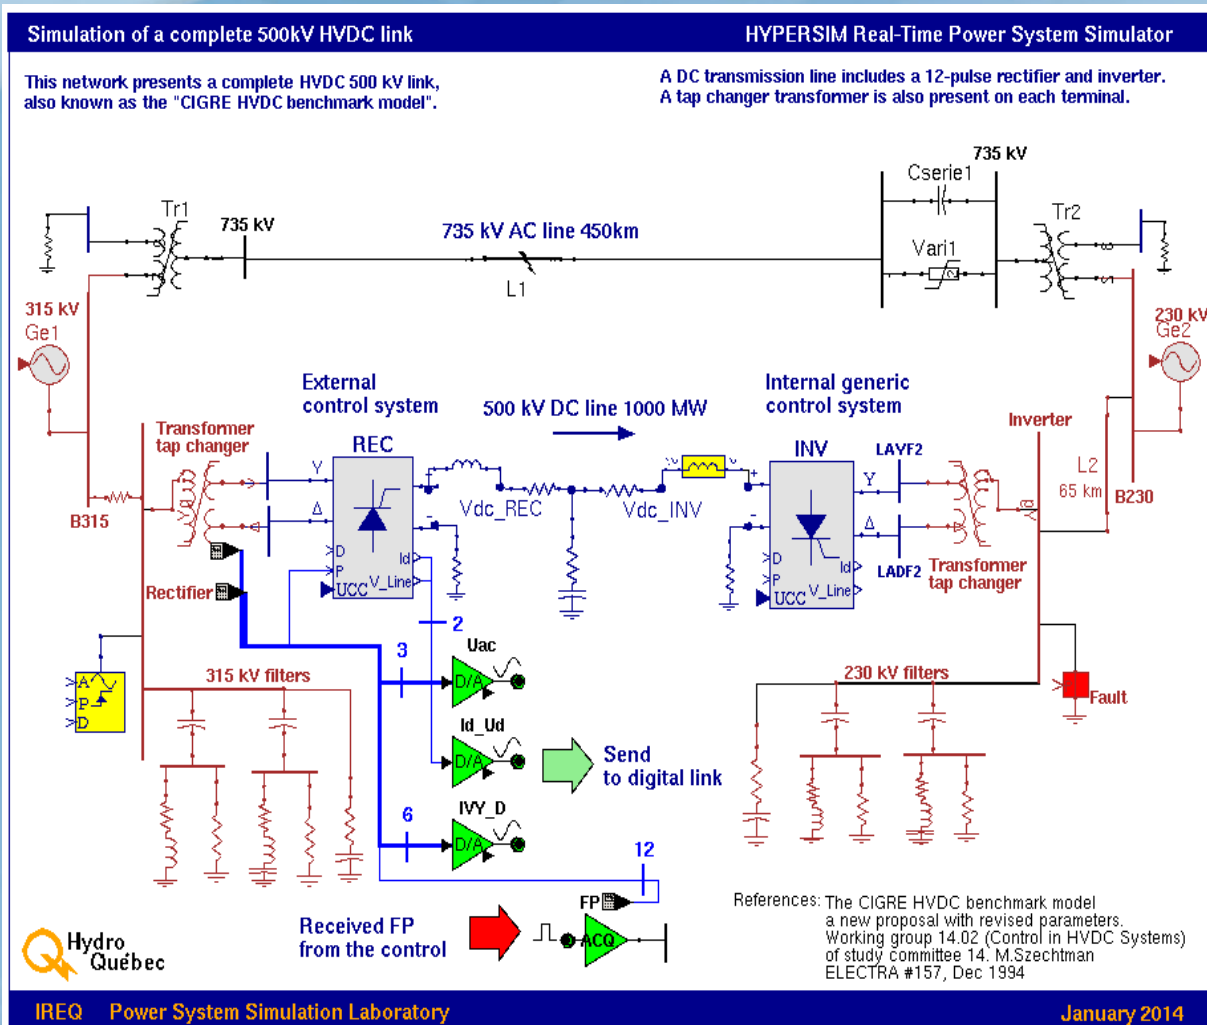 Simulation of a complete 500kV HVDC link
HYPERSIM Real-Time Power System Simulator
This network presents a complete HVDC 500 kV link,
also known as the "CIGRE HVDC benchmark model".
A DC transmission line includes a 12-pulse rectifier and inverter.
A tap changer transformer is also present on each terminal.
735 kV
Cserie1
Tr1
735 kV
735 kV AC line 450km
L1
Vari1
Tr2
315 kV
Ge1
230 kV
Ge2
External
control system
500 kV DC line 1000 MW
Internal generic
control system
Transformer
tap changer
REC
INV
LAYF2
Inverter
L2
65 km
B230
B315
Y
Δ
Vdc_REC
Vdc_INV
+
-
+
-
Y
Δ
D
P
UCC
Id
V_Line
D
P
UCC
Id
V_Line
LADF2
Transformer
tap changer
Rectifier
2
3
Uac
D/A
315 kV filters
230 kV filters
A
P
D
Fault
Id_Ud
D/A
Send
to digital link
IVY_D
6
D/A
12
FP
Received FP
from the control
ACQ
References: The CIGRE HVDC benchmark model
a new proposal with revised parameters.
Working group 14.02 (Control in HVDC Systems)
of study committee 14. M.Szechtman
ELECTRA #157, Dec 1994
Hydro
Québec
IREQ Power System Simulation Laboratory
January 2014